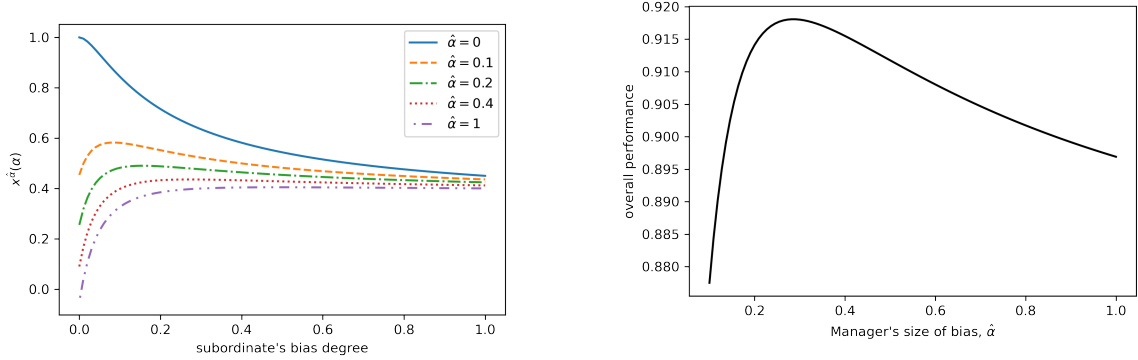 1.0
0.8
0.6
0.4
0.2
0.0
x^α̂(α)
α̂ = 0
α̂ = 0.1
α̂ = 0.2
α̂ = 0.4
α̂ = 1
0.0 0.2 0.4 0.6 0.8 1.0
subordinate's bias degree
0.920
0.915
0.910
0.905
0.900
0.895
0.890
0.885
0.880
overall performance
0.2 0.4 0.6 0.8 1.0
Manager's size of bias, α̂